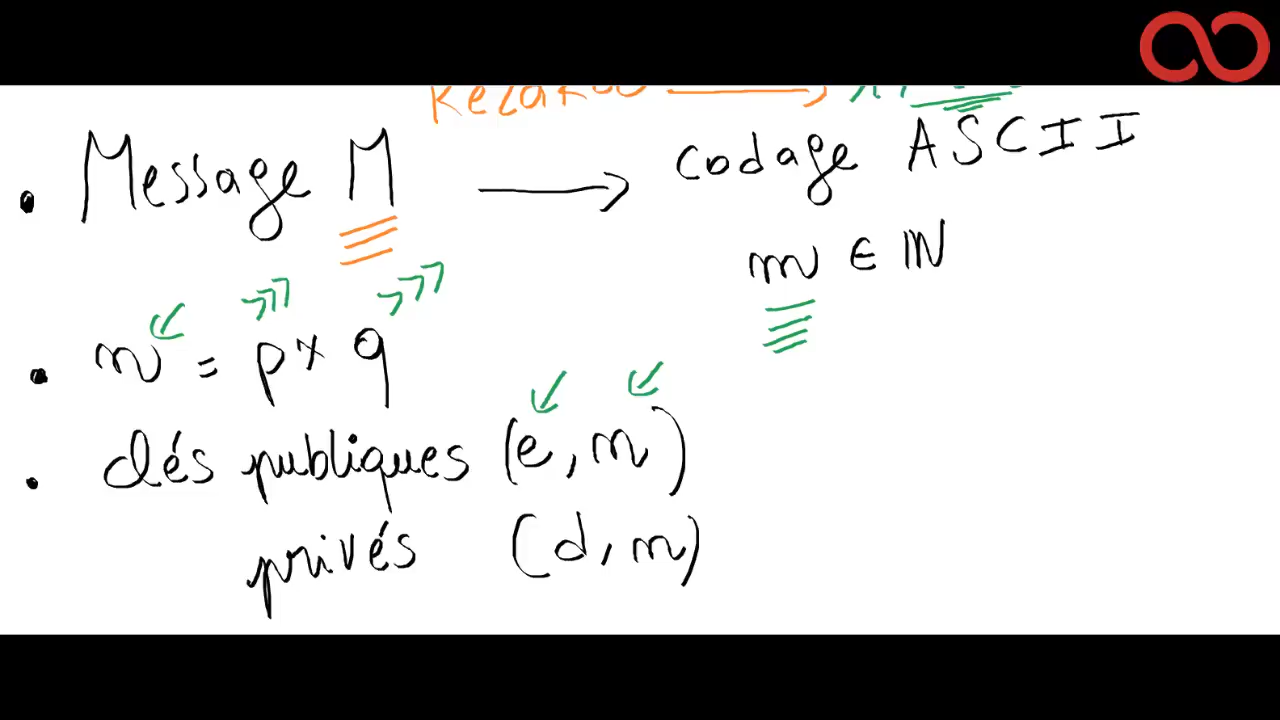 • Message M ⟶ Codage ASCII
m ∈ ℕ
• n = p × q
• clés publiques (e, n)
privés (d, n)